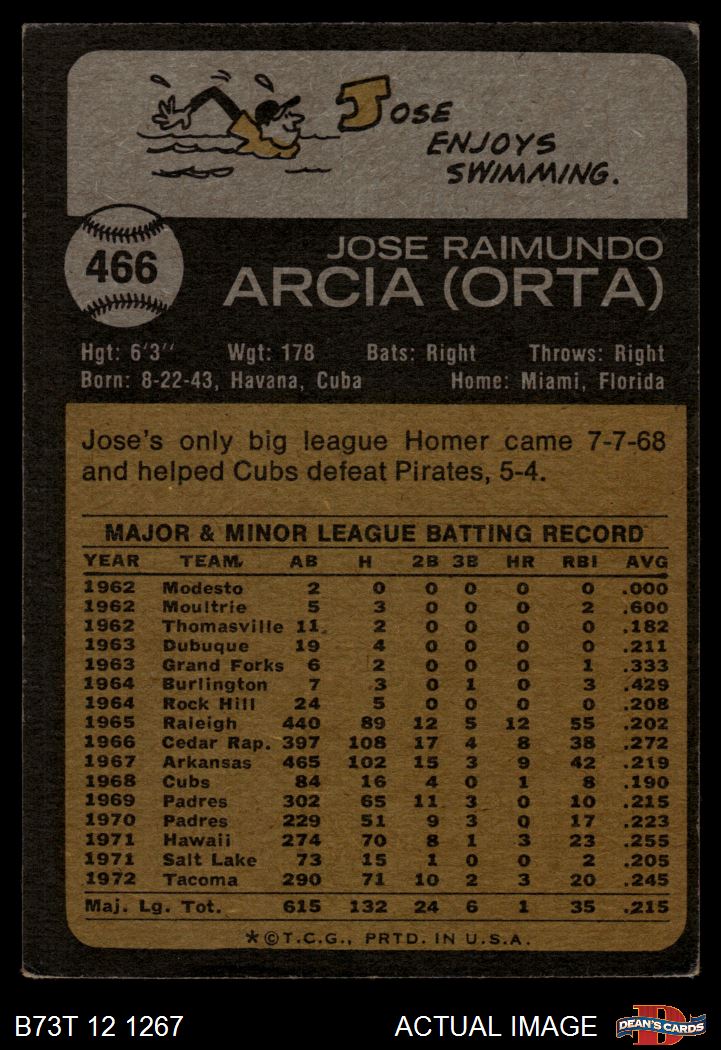 JOSE
ENJOYS
SWIMMING.
466
JOSE RAIMUNDO
ARCIA (ORTA)
Hgt: 6'3" Wgt: 178 Bats: Right Throws: Right
Born: 8-22-43, Havana, Cuba Home: Miami, Florida
Jose's only big league Homer came 7-7-68
and helped Cubs defeat Pirates, 5-4.
MAJOR & MINOR LEAGUE BATTING RECORD
YEAR TEAM AB H 2B 3B HR RBI AVG
1962 Modesto 2 0 0 0 0 0 .000
1962 Moultrie 5 3 0 0 0 2 .600
1962 Thomasville 11 2 0 0 0 0 .182
1963 Dubuque 19 4 0 0 0 0 .211
1963 Grand Forks 6 2 0 0 0 1 .333
1964 Burlington 7 3 0 1 0 3 .429
1964 Rock Hill 24 5 0 0 0 0 .208
1965 Raleigh 440 89 12 5 12 55 .202
1966 Cedar Rap. 397 108 17 4 8 38 .272
1967 Arkansas 465 102 15 3 9 42 .219
1968 Cubs 84 16 4 0 1 8 .190
1969 Padres 302 65 11 3 0 10 .215
1970 Padres 229 51 9 3 0 17 .223
1971 Hawaii 274 70 8 1 3 23 .255
1971 Salt Lake 73 15 1 0 0 2 .205
1972 Tacoma 290 71 10 2 3 20 .245
Maj. Lg. Tot. 615 132 24 6 1 35 .215
*©T.C.G., PRTD. IN U.S.A.
B73T 12 1267 ACTUAL IMAGE
D
DEAN'S CARDS